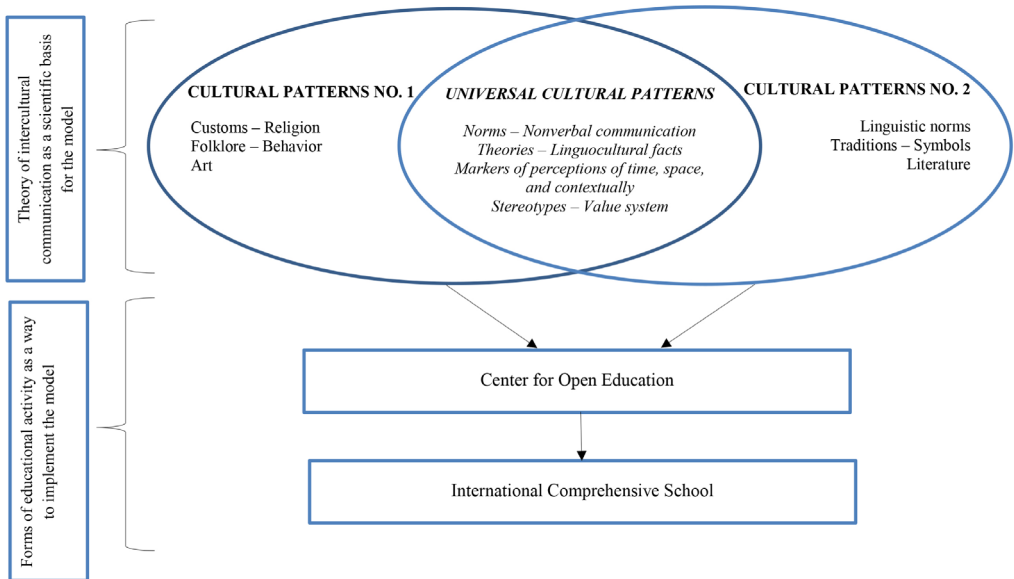 Theory of intercultural
communication as a scientific basis
for the model
CULTURAL PATTERNS NO. 1
Customs – Religion
Folklore – Behavior
Art
UNIVERSAL CULTURAL PATTERNS
Norms – Nonverbal communication
Theories – Linguocultural facts
Markers of perceptions of time, space,
and contextually
Stereotypes – Value system
CULTURAL PATTERNS NO. 2
Linguistic norms
Traditions – Symbols
Literature
Forms of educational activity as a way
to implement the model
Center for Open Education
International Comprehensive School